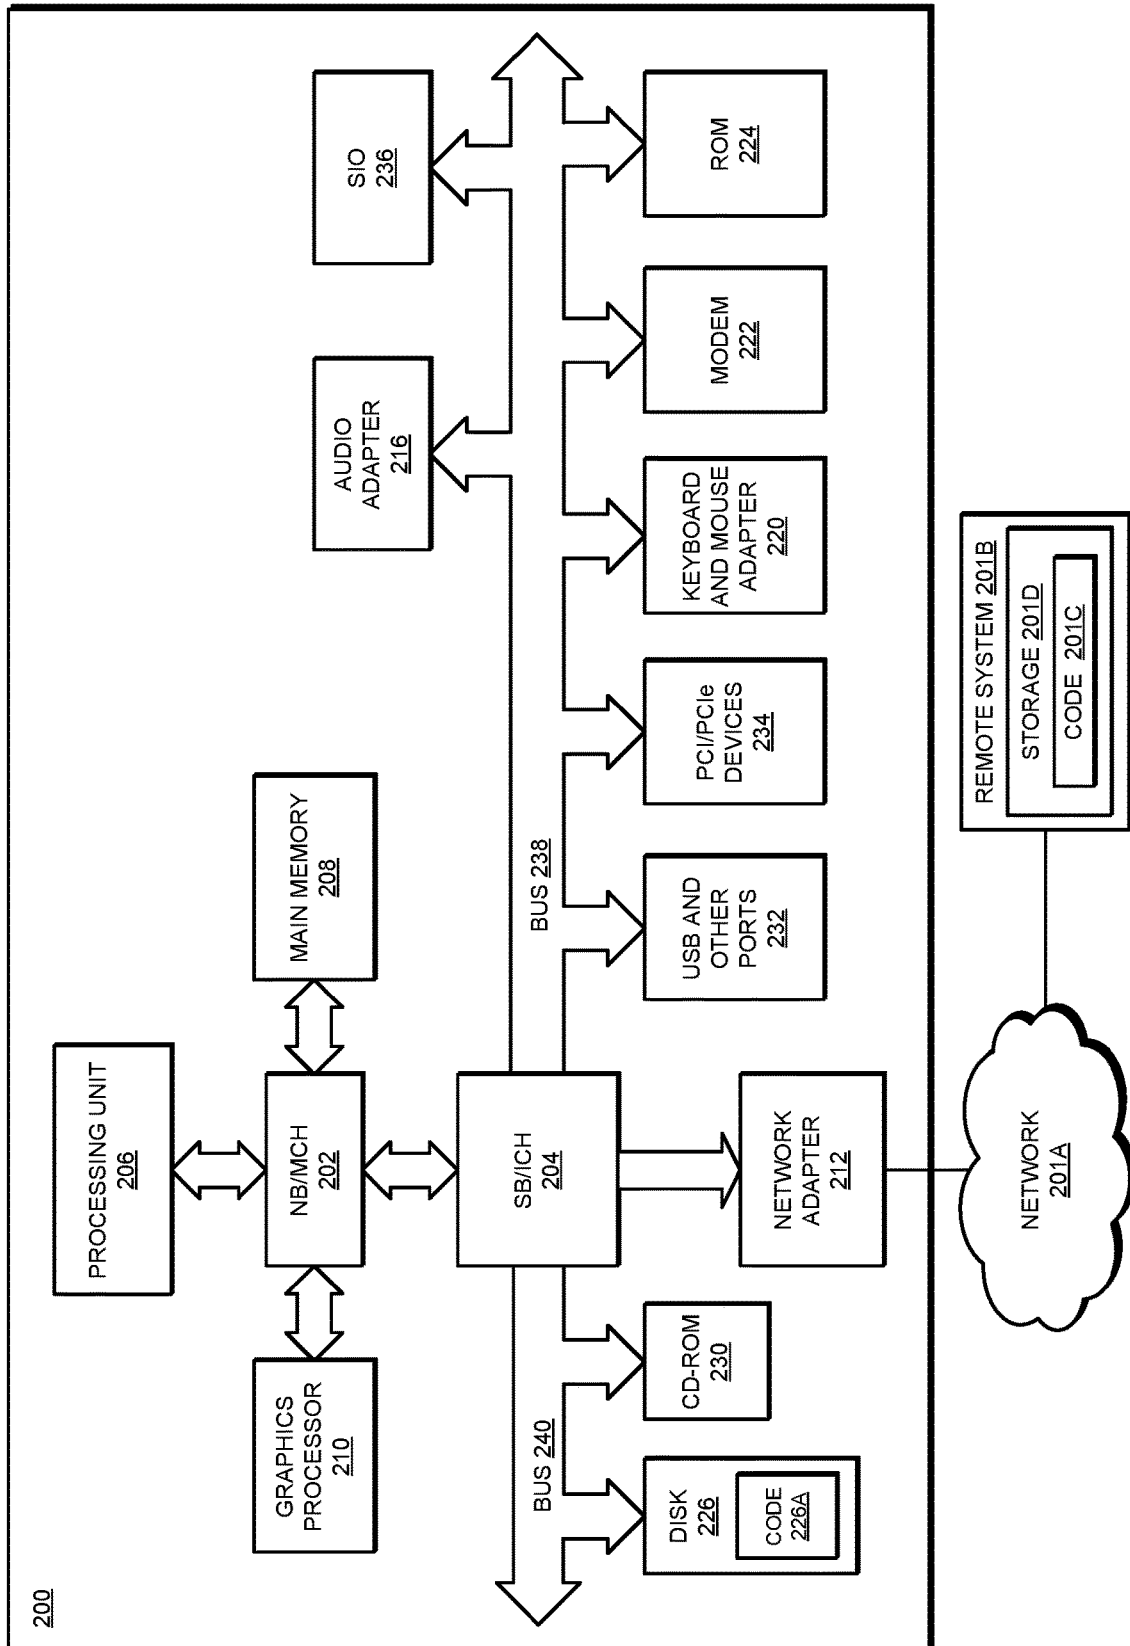 200
PROCESSING UNIT
206
GRAPHICS
PROCESSOR
210
NB/MCH
202
MAIN MEMORY
208
AUDIO
ADAPTER
216
SIO
236
BUS 240
SB/ICH
204
BUS 238
DISK
226
CODE
226A
CD-ROM
230
NETWORK
ADAPTER
212
USB AND
OTHER
PORTS
232
PCI/PCIe
DEVICES
234
KEYBOARD
AND MOUSE
ADAPTER
220
MODEM
222
ROM
224
NETWORK
201A
REMOTE SYSTEM 201B
STORAGE 201D
CODE 201C